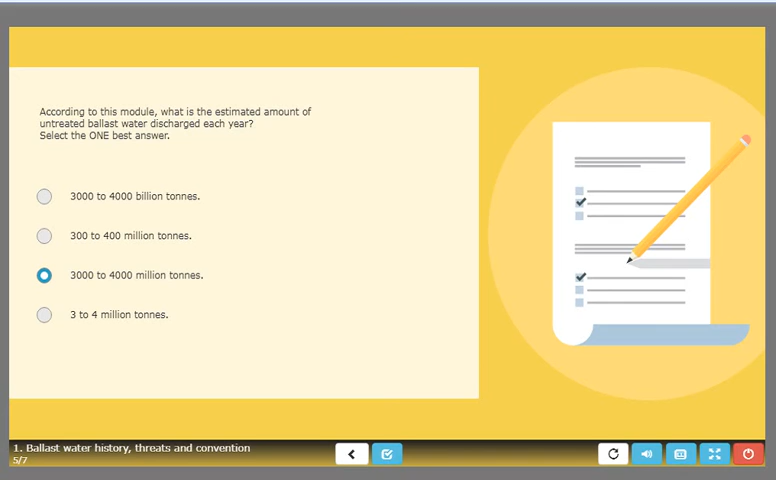 According to this module, what is the estimated amount of
untreated ballast water discharged each year?
Select the ONE best answer.
3000 to 4000 billion tonnes.
300 to 400 million tonnes.
3000 to 4000 million tonnes.
3 to 4 million tonnes.
1. Ballast water history, threats and convention
5/7